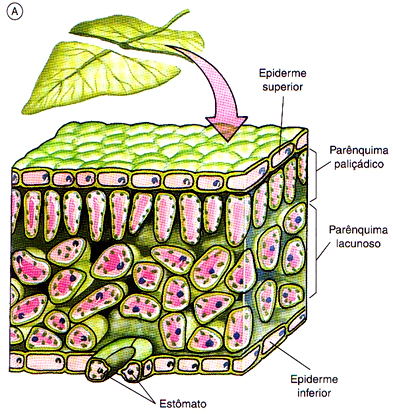 A
Epiderme
superior
Parênquima
paliçádico
Parênquima
lacunoso
Epiderme
inferior
Estômato